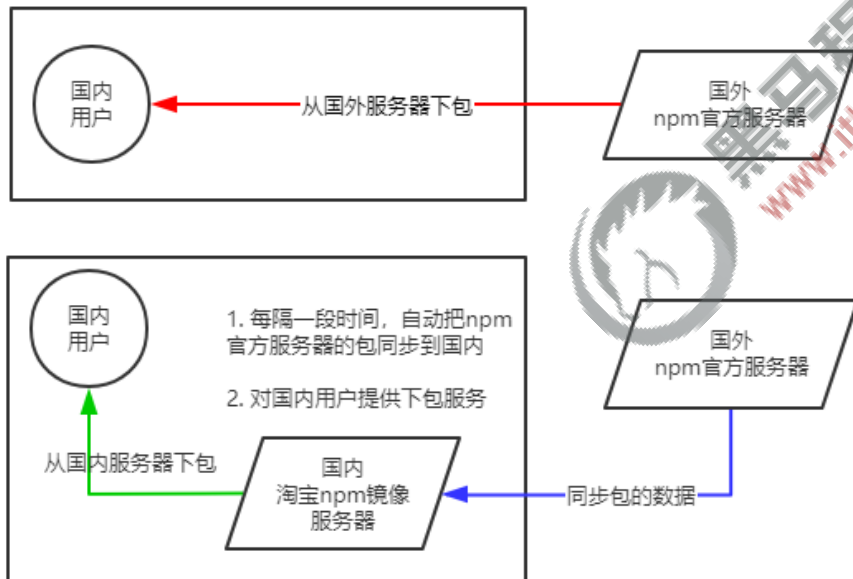 国内
用户
从国外服务器下包
国外
npm官方服务器
黑马程
国内
用户
1. 每隔一段时间，自动把npm
官方服务器的包同步到国内
2. 对国内用户提供下包服务
国外
npm官方服务器
从国内服务器下包
国内
淘宝npm镜像
服务器
同步包的数据